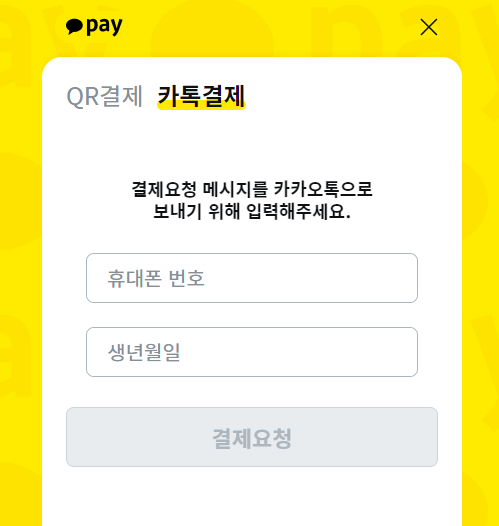 pay
QR결제 카톡결제
결제요청 메시지를 카카오톡으로
보내기 위해 입력해주세요.
휴대폰 번호
생년월일
결제요청